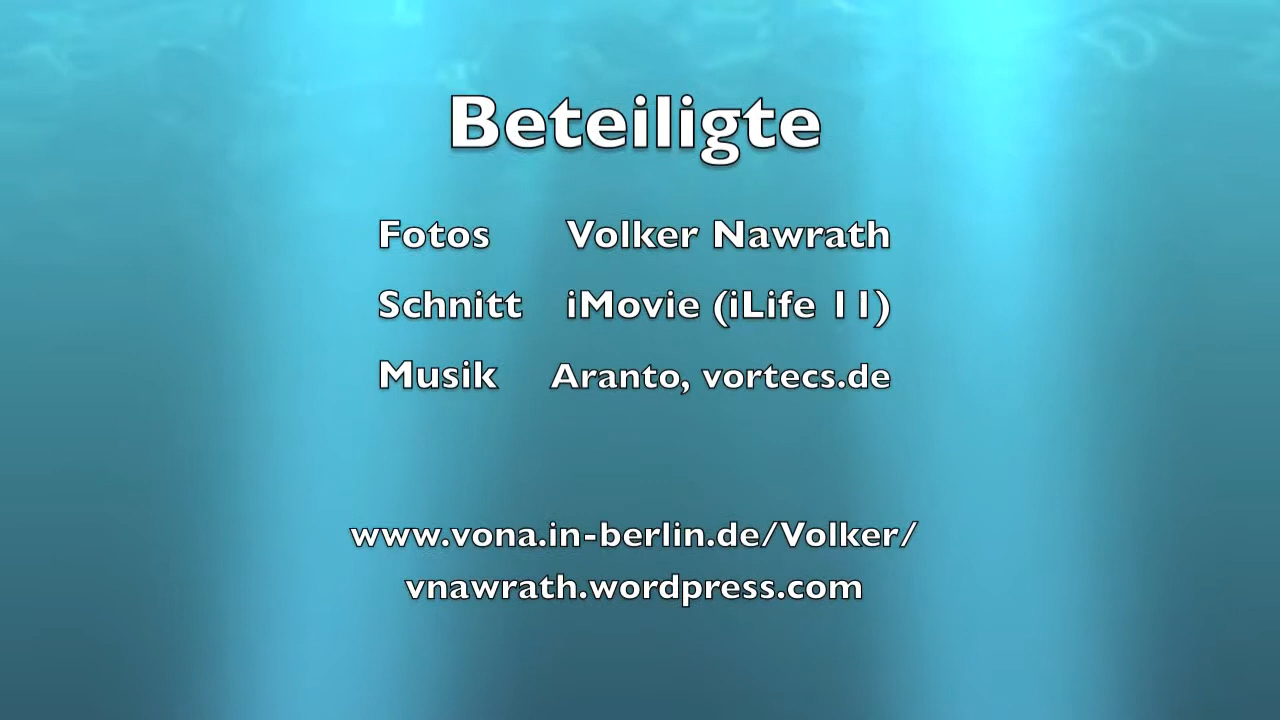 Beteiligte
Fotos Volker Nawrath
Schnitt iMovie (iLife 11)
Musik Aranto, vortecs.de
www.vona.in-berlin.de/Volker/
vnawrath.wordpress.com